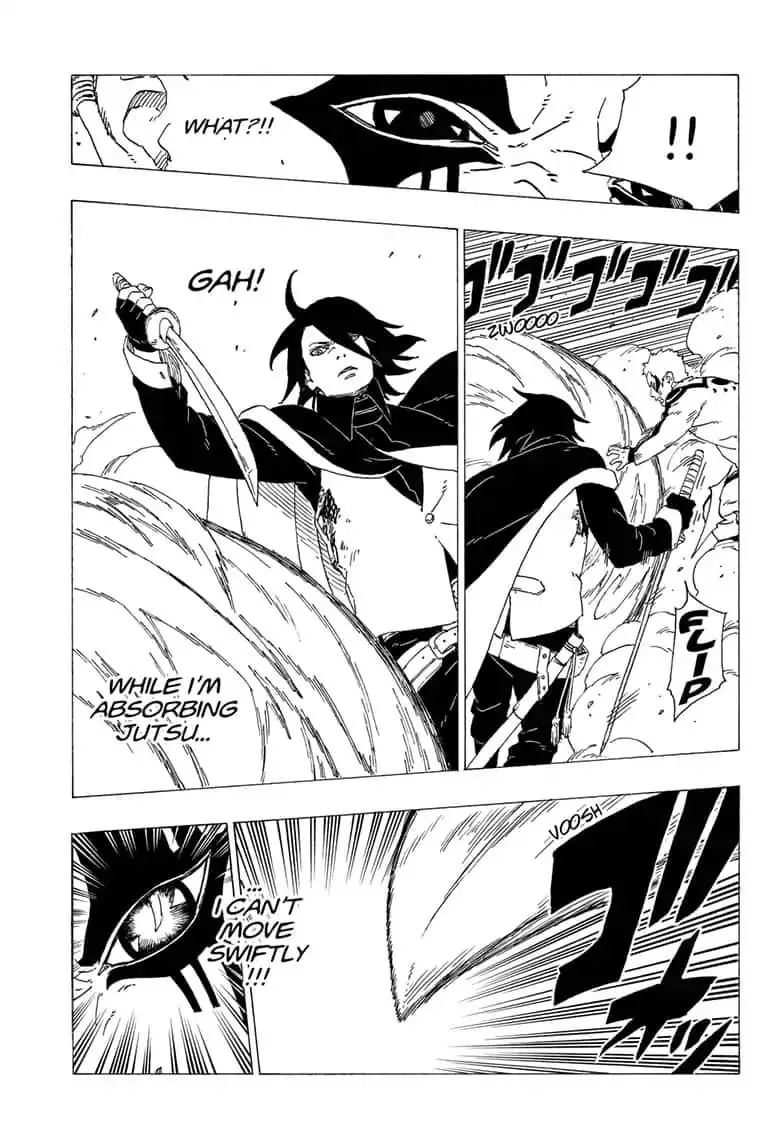 !!
WHAT?!!
ゴゴゴゴゴ
ZWOOOO
FLIP
GAH!
WHILE I'M
ABSORBING
JUTSU...
ゴオッ
VOOSH
...
I CAN'T
MOVE
SWIFTLY
!!!